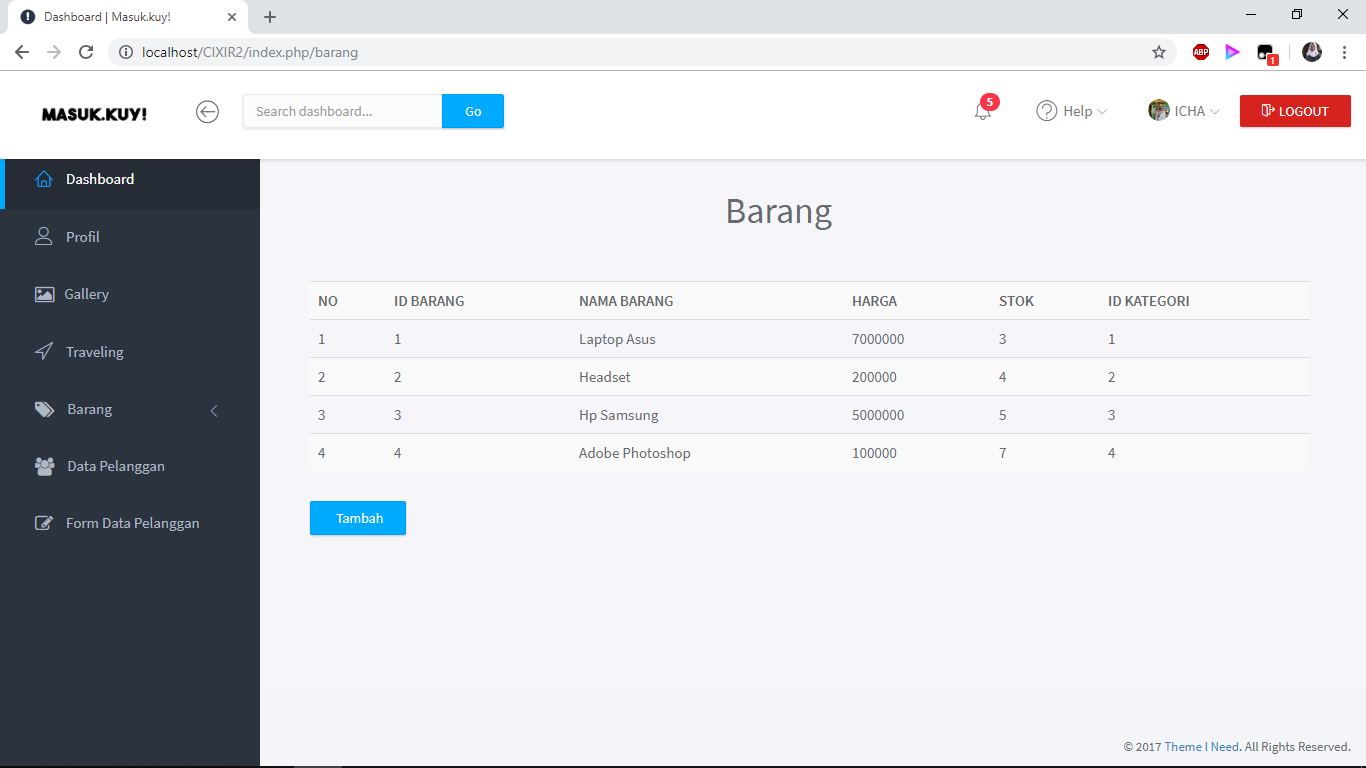 Dashboard | Masuk.kuy!
localhost/CIXIR2/index.php/barang
ABP
1
MASUK.KUY!
Search dashboard...
Go
5
Help
ICHA
LOGOUT
Dashboard
Profil
Gallery
Traveling
Barang
Data Pelanggan
Form Data Pelanggan
Barang
NO ID BARANG NAMA BARANG HARGA STOK ID KATEGORI
1 1 Laptop Asus 7000000 3 1
2 2 Headset 200000 4 2
3 3 Hp Samsung 5000000 5 3
4 4 Adobe Photoshop 100000 7 4
Tambah
© 2017 Theme I Need. All Rights Reserved.